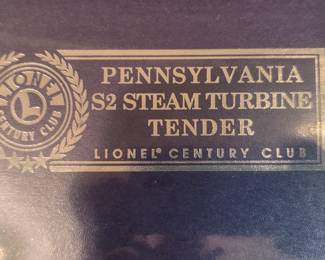 LIONEL
L
CENTURY CLUB
PENNSYLVANIA
S2 STEAM TURBINE
TENDER
LIONEL® CENTURY CLUB